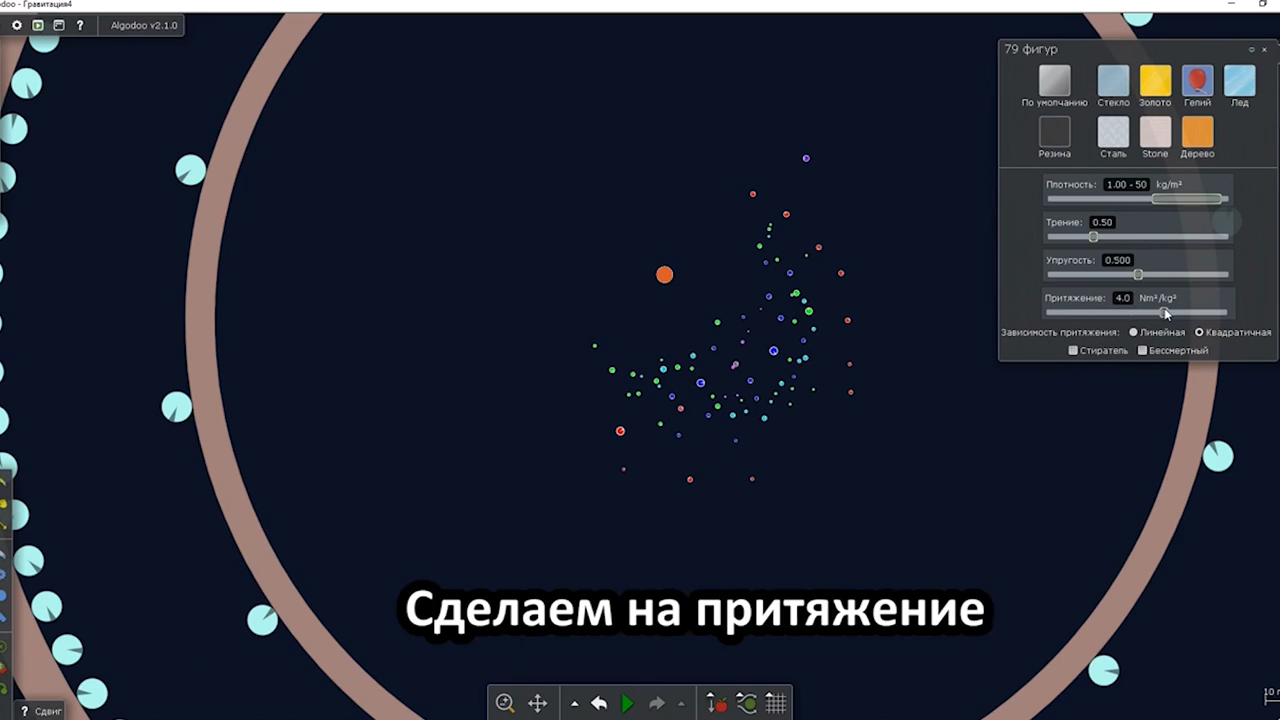 doo - Гравитация4
? Algodoo v2.1.0
79 фигур
По умолчанию Стекло Золото Гелий Лед
Резина Сталь Stone Дерево
Плотность: 1.00 - 50 kg/m²
Трение: 0.50
Упругость: 0.500
Притяжение: 4.0 Nm²/kg²
Зависимость притяжения: Линейная Квадратичная
Стиратель Бессмертный
Сделаем на притяжение
? Сдвиг